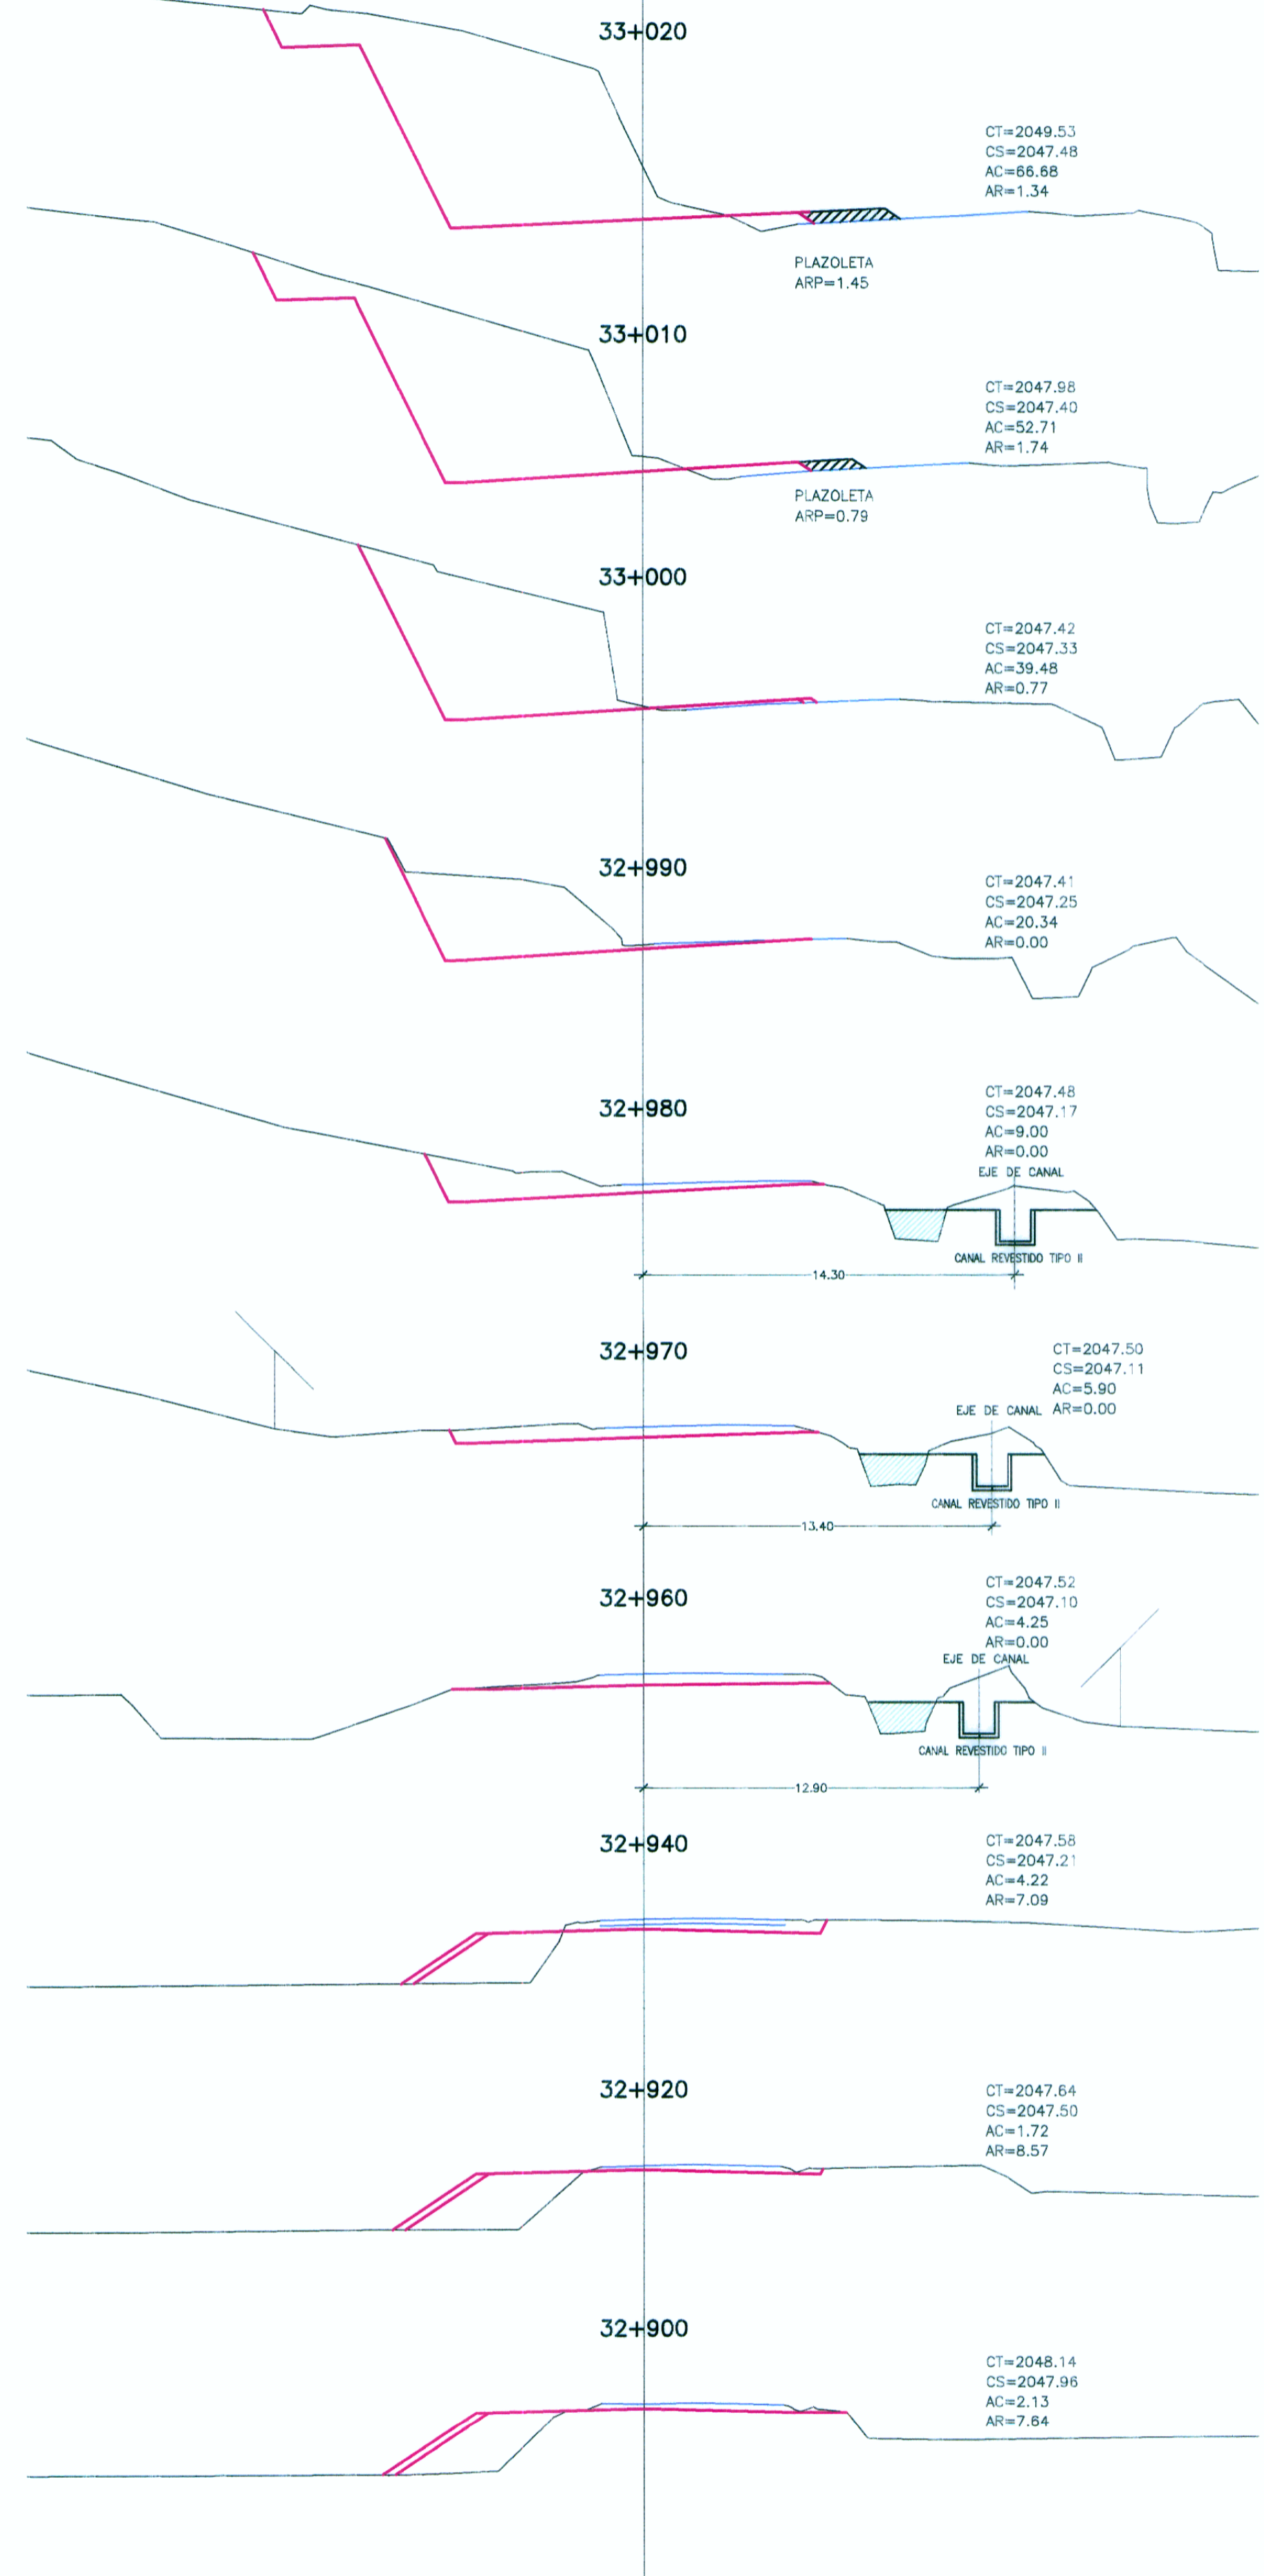 33+020
CT=2049.53
CS=2047.48
AC=66.68
AR=1.34
PLAZOLETA
ARP=1.45
33+010
CT=2047.98
CS=2047.40
AC=52.71
AR=1.74
PLAZOLETA
ARP=0.79
33+000
CT=2047.42
CS=2047.33
AC=39.48
AR=0.77
32+990
CT=2047.41
CS=2047.25
AC=20.34
AR=0.00
32+980
CT=2047.48
CS=2047.17
AC=9.00
AR=0.00
EJE DE CANAL
CANAL REVESTIDO TIPO II
14.30
32+970
CT=2047.50
CS=2047.11
AC=5.90
EJE DE CANAL AR=0.00
CANAL REVESTIDO TIPO II
13.40
32+960
CT=2047.52
CS=2047.10
AC=4.25
AR=0.00
EJE DE CANAL
CANAL REVESTIDO TIPO II
12.90
32+940
CT=2047.58
CS=2047.21
AC=4.22
AR=7.09
32+920
CT=2047.64
CS=2047.50
AC=1.72
AR=8.57
32+900
CT=2048.14
CS=2047.96
AC=2.13
AR=7.64